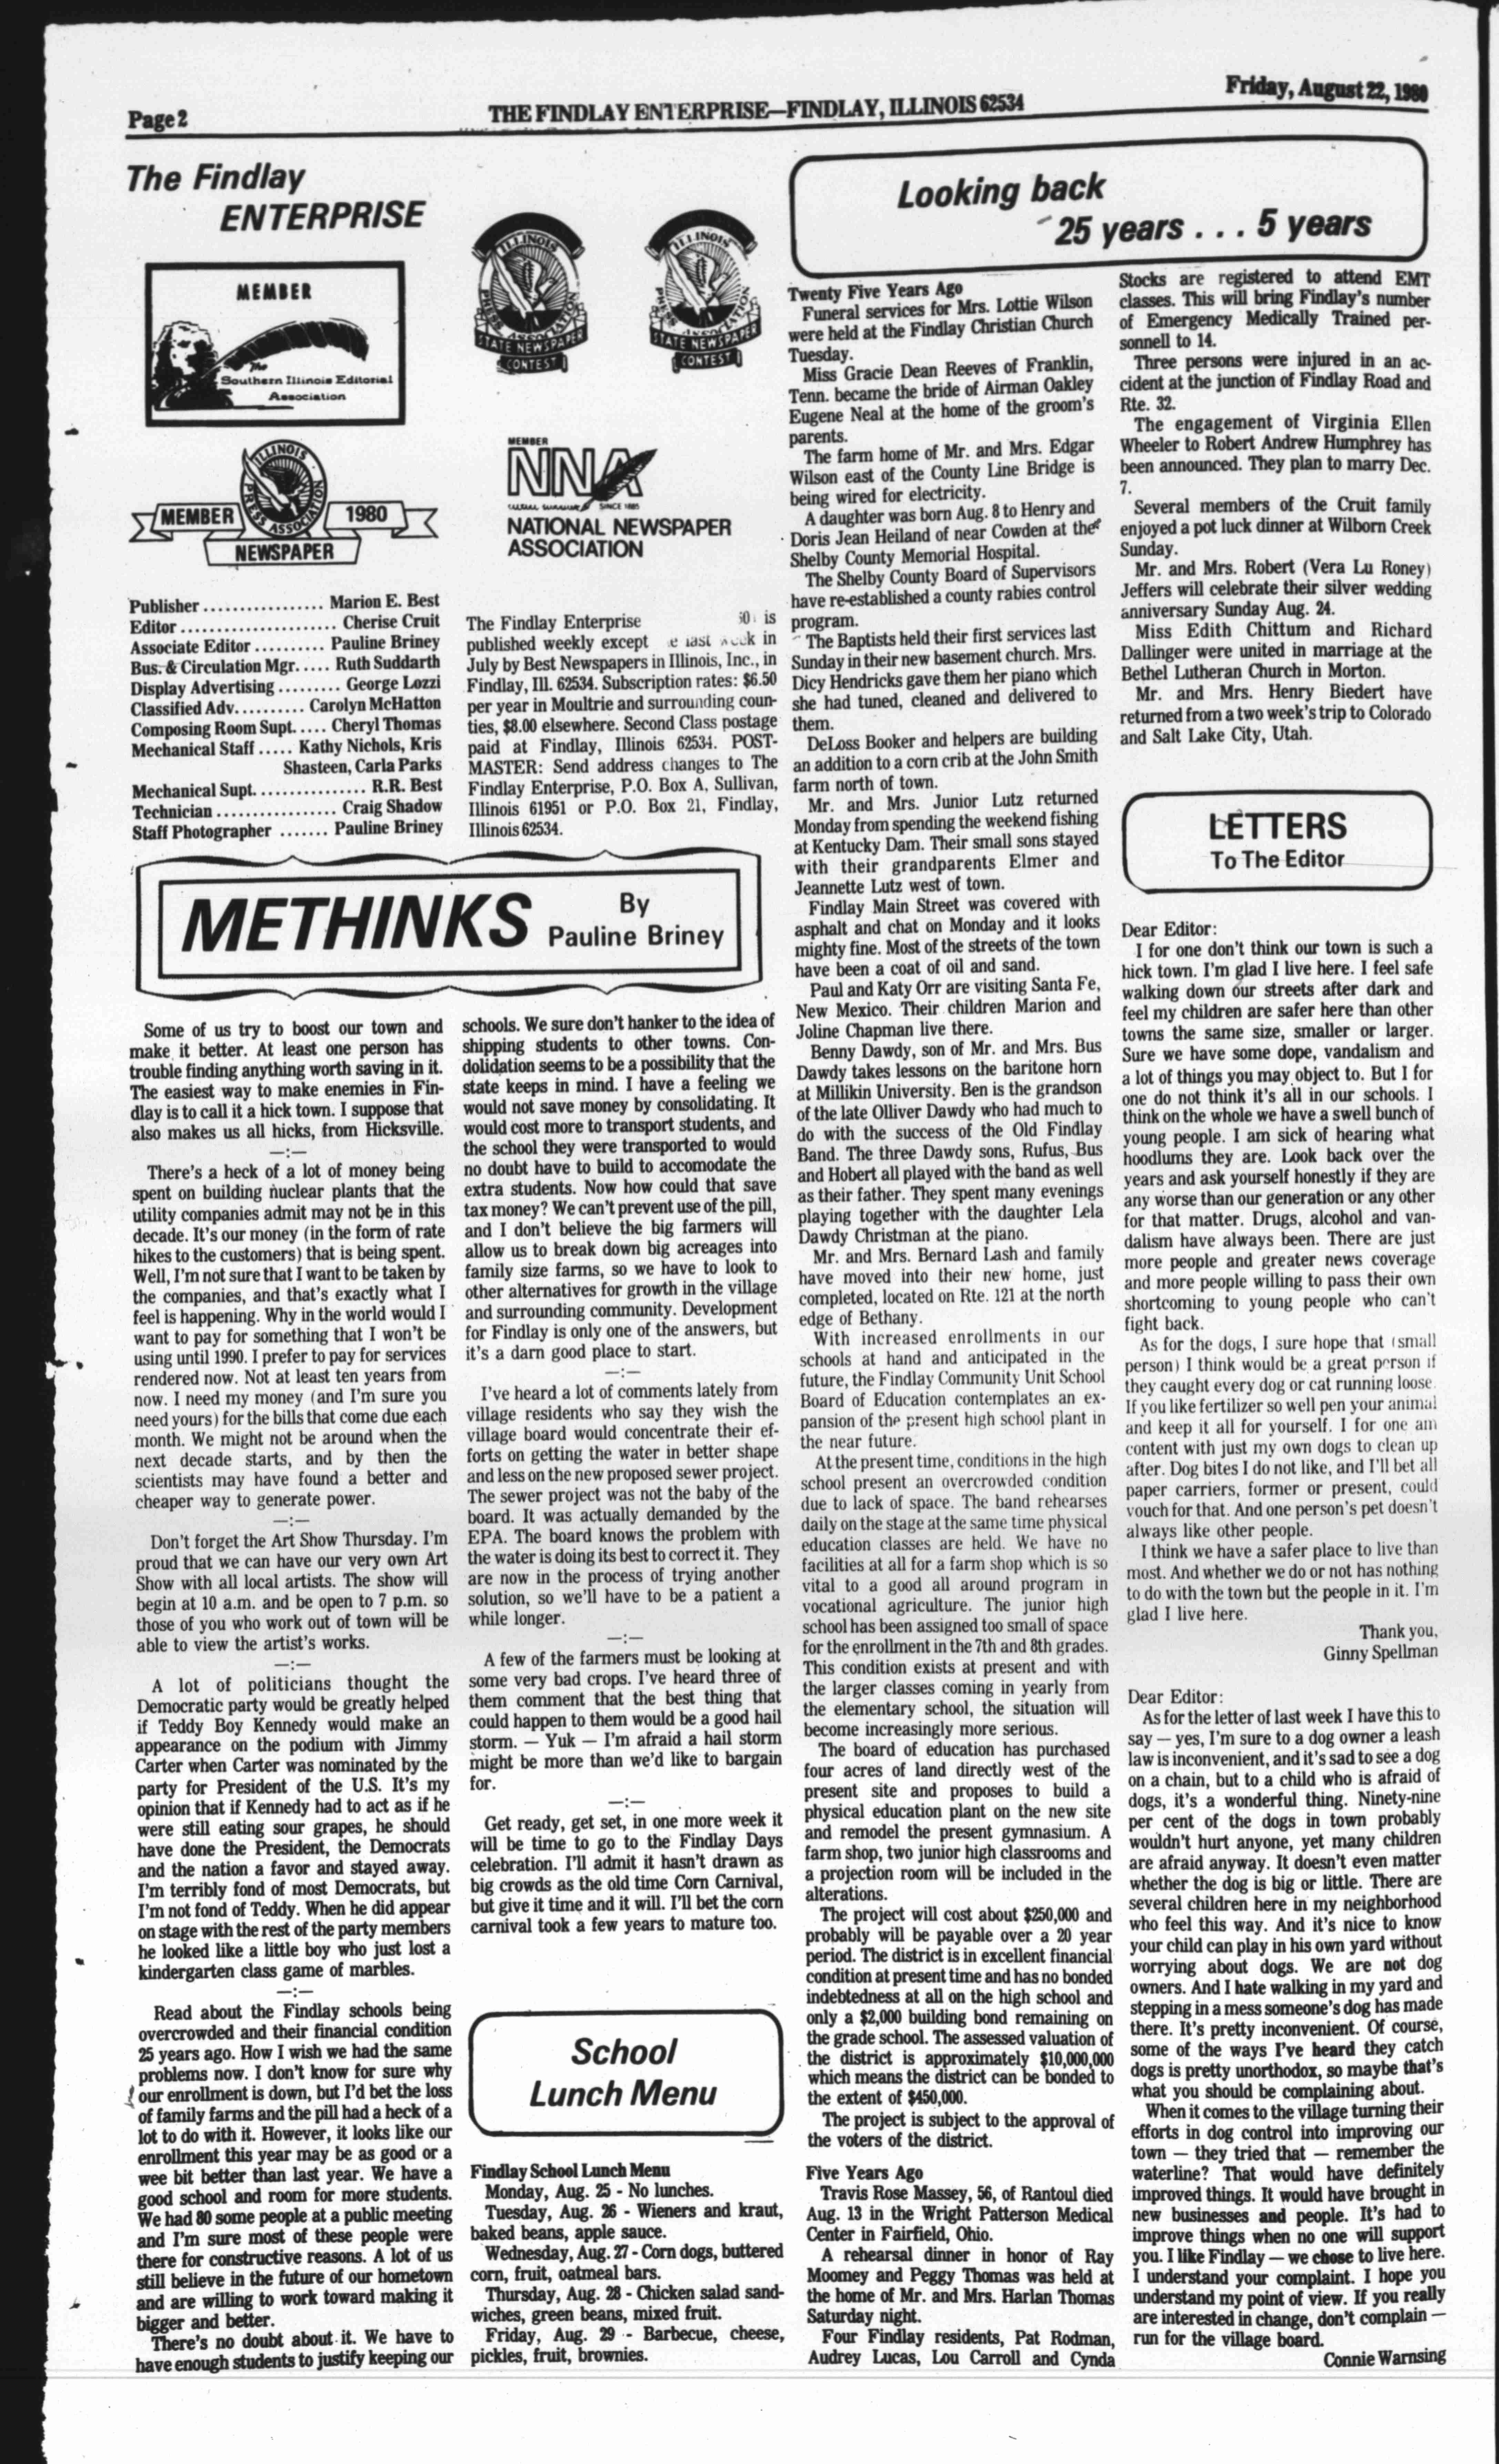 Page 2
THE FINDLAY ENTERPRISE—FINDLAY, ILLINOIS 62534
Friday, August 22, 1980
The Findlay
ENTERPRISE
MEMBER
The
Southern Illinois Editorial
Association
ILLINOIS
PRESS ASSOCIATION
STATE NEWSPAPER
CONTEST
ILLINOIS
PRESS ASSOCIATION
STATE NEWSPAPER
CONTEST
ILLINOIS
PRESS ASSOCIATION
MEMBER
1980
NEWSPAPER
MEMBER
NNA
SINCE 1885
NATIONAL NEWSPAPER
ASSOCIATION
Publisher ................ Marion E. Best
Editor ..................... Cherise Cruit
Associate Editor .......... Pauline Briney
Bus. & Circulation Mgr. .... Ruth Suddarth
Display Advertising ......... George Lozzi
Classified Adv. ......... Carolyn McHatton
Composing Room Supt. .... Cheryl Thomas
Mechanical Staff ..... Kathy Nichols, Kris
Shasteen, Carla Parks
Mechanical Supt. .............. R.R. Best
Technician ................ Craig Shadow
Staff Photographer ....... Pauline Briney
The Findlay Enterprise is
published weekly except last week in
July by Best Newspapers in Illinois, Inc., in
Findlay, Ill. 62534. Subscription rates: $6.50
per year in Moultrie and surrounding coun-
ties, $8.00 elsewhere. Second Class postage
paid at Findlay, Illinois 62534. POST-
MASTER: Send address changes to The
Findlay Enterprise, P.O. Box A, Sullivan,
Illinois 61951 or P.O. Box 21, Findlay,
Illinois 62534.
METHINKS
By
Pauline Briney
Some of us try to boost our town and
make it better. At least one person has
trouble finding anything worth saving in it.
The easiest way to make enemies in Fin-
dlay is to call it a hick town. I suppose that
also makes us all hicks, from Hicksville.
—:—
There's a heck of a lot of money being
spent on building nuclear plants that the
utility companies admit may not be in this
decade. It's our money (in the form of rate
hikes to the customers) that is being spent.
Well, I'm not sure that I want to be taken by
the companies, and that's exactly what I
feel is happening. Why in the world would I
want to pay for something that I won't be
using until 1990. I prefer to pay for services
rendered now. Not at least ten years from
now. I need my money (and I'm sure you
need yours) for the bills that come due each
month. We might not be around when the
next decade starts, and by then the
scientists may have found a better and
cheaper way to generate power.
—:—
Don't forget the Art Show Thursday. I'm
proud that we can have our very own Art
Show with all local artists. The show will
begin at 10 a.m. and be open to 7 p.m. so
those of you who work out of town will be
able to view the artist's works.
—:—
A lot of politicians thought the
Democratic party would be greatly helped
if Teddy Boy Kennedy would make an
appearance on the podium with Jimmy
Carter when Carter was nominated by the
party for President of the U.S. It's my
opinion that if Kennedy had to act as if he
were still eating sour grapes, he should
have done the President, the Democrats
and the nation a favor and stayed away.
I'm terribly fond of most Democrats, but
I'm not fond of Teddy. When he did appear
on stage with the rest of the party members
he looked like a little boy who just lost a
kindergarten class game of marbles.
—:—
Read about the Findlay schools being
overcrowded and their financial condition
25 years ago. How I wish we had the same
problems now. I don't know for sure why
our enrollment is down, but I'd bet the loss
of family farms and the pill had a heck of a
lot to do with it. However, it looks like our
enrollment this year may be as good or a
wee bit better than last year. We have a
good school and room for more students.
We had 80 some people at a public meeting
and I'm sure most of these people were
there for constructive reasons. A lot of us
still believe in the future of our hometown
and are willing to work toward making it
bigger and better.
There's no doubt about it. We have to
have enough students to justify keeping our
schools. We sure don't hanker to the idea of
shipping students to other towns. Con-
dolidation seems to be a possibility that the
state keeps in mind. I have a feeling we
would not save money by consolidating. It
would cost more to transport students, and
the school they were transported to would
no doubt have to build to accomodate the
extra students. Now how could that save
tax money? We can't prevent use of the pill,
and I don't believe the big farmers will
allow us to break down big acreages into
family size farms, so we have to look to
other alternatives for growth in the village
and surrounding community. Development
for Findlay is only one of the answers, but
it's a darn good place to start.
—:—
I've heard a lot of comments lately from
village residents who say they wish the
village board would concentrate their ef-
forts on getting the water in better shape
and less on the new proposed sewer project.
The sewer project was not the baby of the
board. It was actually demanded by the
EPA. The board knows the problem with
the water is doing its best to correct it. They
are now in the process of trying another
solution, so we'll have to be a patient a
while longer.
—:—
A few of the farmers must be looking at
some very bad crops. I've heard three of
them comment that the best thing that
could happen to them would be a good hail
storm. — Yuk — I'm afraid a hail storm
might be more than we'd like to bargain
for.
—:—
Get ready, get set, in one more week it
will be time to go to the Findlay Days
celebration. I'll admit it hasn't drawn as
big crowds as the old time Corn Carnival,
but give it time and it will. I'll bet the corn
carnival took a few years to mature too.
School
Lunch Menu
Findlay School Lunch Menu
Monday, Aug. 25 - No lunches.
Tuesday, Aug. 26 - Wieners and kraut,
baked beans, apple sauce.
Wednesday, Aug. 27 - Corn dogs, buttered
corn, fruit, oatmeal bars.
Thursday, Aug. 28 - Chicken salad sand-
wiches, green beans, mixed fruit.
Friday, Aug. 29 - Barbecue, cheese,
pickles, fruit, brownies.
Looking back
25 years . . . 5 years
Twenty Five Years Ago
Funeral services for Mrs. Lottie Wilson
were held at the Findlay Christian Church
Tuesday.
Miss Gracie Dean Reeves of Franklin,
Tenn. became the bride of Airman Oakley
Eugene Neal at the home of the groom's
parents.
The farm home of Mr. and Mrs. Edgar
Wilson east of the County Line Bridge is
being wired for electricity.
A daughter was born Aug. 8 to Henry and
Doris Jean Heiland of near Cowden at the
Shelby County Memorial Hospital.
The Shelby County Board of Supervisors
have re-established a county rabies control
program.
The Baptists held their first services last
Sunday in their new basement church. Mrs.
Dicy Hendricks gave them her piano which
she had tuned, cleaned and delivered to
them.
DeLoss Booker and helpers are building
an addition to a corn crib at the John Smith
farm north of town.
Mr. and Mrs. Junior Lutz returned
Monday from spending the weekend fishing
at Kentucky Dam. Their small sons stayed
with their grandparents Elmer and
Jeannette Lutz west of town.
Findlay Main Street was covered with
asphalt and chat on Monday and it looks
mighty fine. Most of the streets of the town
have been a coat of oil and sand.
Paul and Katy Orr are visiting Santa Fe,
New Mexico. Their children Marion and
Joline Chapman live there.
Benny Dawdy, son of Mr. and Mrs. Bus
Dawdy takes lessons on the baritone horn
at Millikin University. Ben is the grandson
of the late Olliver Dawdy who had much to
do with the success of the Old Findlay
Band. The three Dawdy sons, Rufus, Bus
and Hobert all played with the band as well
as their father. They spent many evenings
playing together with the daughter Lela
Dawdy Christman at the piano.
Mr. and Mrs. Bernard Lash and family
have moved into their new home, just
completed, located on Rte. 121 at the north
edge of Bethany.
With increased enrollments in our
schools at hand and anticipated in the
future, the Findlay Community Unit School
Board of Education contemplates an ex-
pansion of the present high school plant in
the near future.
At the present time, conditions in the high
school present an overcrowded condition
due to lack of space. The band rehearses
daily on the stage at the same time physical
education classes are held. We have no
facilities at all for a farm shop which is so
vital to a good all around program in
vocational agriculture. The junior high
school has been assigned too small of space
for the enrollment in the 7th and 8th grades.
This condition exists at present and with
the larger classes coming in yearly from
the elementary school, the situation will
become increasingly more serious.
The board of education has purchased
four acres of land directly west of the
present site and proposes to build a
physical education plant on the new site
and remodel the present gymnasium. A
farm shop, two junior high classrooms and
a projection room will be included in the
alterations.
The project will cost about $250,000 and
probably will be payable over a 20 year
period. The district is in excellent financial
condition at present time and has no bonded
indebtedness at all on the high school and
only a $2,000 building bond remaining on
the grade school. The assessed valuation of
the district is approximately $10,000,000
which means the district can be bonded to
the extent of $450,000.
The project is subject to the approval of
the voters of the district.
Five Years Ago
Travis Rose Massey, 56, of Rantoul died
Aug. 13 in the Wright Patterson Medical
Center in Fairfield, Ohio.
A rehearsal dinner in honor of Ray
Moomey and Peggy Thomas was held at
the home of Mr. and Mrs. Harlan Thomas
Saturday night.
Four Findlay residents, Pat Rodman,
Audrey Lucas, Lou Carroll and Cynda
Stocks are registered to attend EMT
classes. This will bring Findlay's number
of Emergency Medically Trained per-
sonnell to 14.
Three persons were injured in an ac-
cident at the junction of Findlay Road and
Rte. 32.
The engagement of Virginia Ellen
Wheeler to Robert Andrew Humphrey has
been announced. They plan to marry Dec.
7.
Several members of the Cruit family
enjoyed a pot luck dinner at Wilborn Creek
Sunday.
Mr. and Mrs. Robert (Vera Lu Roney)
Jeffers will celebrate their silver wedding
anniversary Sunday Aug. 24.
Miss Edith Chittum and Richard
Dallinger were united in marriage at the
Bethel Lutheran Church in Morton.
Mr. and Mrs. Henry Biedert have
returned from a two week's trip to Colorado
and Salt Lake City, Utah.
LETTERS
To The Editor
Dear Editor:
I for one don't think our town is such a
hick town. I'm glad I live here. I feel safe
walking down our streets after dark and
feel my children are safer here than other
towns the same size, smaller or larger.
Sure we have some dope, vandalism and
a lot of things you may object to. But I for
one do not think it's all in our schools. I
think on the whole we have a swell bunch of
young people. I am sick of hearing what
hoodlums they are. Look back over the
years and ask yourself honestly if they are
any worse than our generation or any other
for that matter. Drugs, alcohol and van-
dalism have always been. There are just
more people and greater news coverage
and more people willing to pass their own
shortcoming to young people who can't
fight back.
As for the dogs, I sure hope that (small
person) I think would be a great person if
they caught every dog or cat running loose.
If you like fertilizer so well pen your animal
and keep it all for yourself. I for one am
content with just my own dogs to clean up
after. Dog bites I do not like, and I'll bet all
paper carriers, former or present, could
vouch for that. And one person's pet doesn't
always like other people.
I think we have a safer place to live than
most. And whether we do or not has nothing
to do with the town but the people in it. I'm
glad I live here.
Thank you,
Ginny Spellman
Dear Editor:
As for the letter of last week I have this to
say — yes, I'm sure to a dog owner a leash
law is inconvenient, and it's sad to see a dog
on a chain, but to a child who is afraid of
dogs, it's a wonderful thing. Ninety-nine
per cent of the dogs in town probably
wouldn't hurt anyone, yet many children
are afraid anyway. It doesn't even matter
whether the dog is big or little. There are
several children here in my neighborhood
who feel this way. And it's nice to know
your child can play in his own yard without
worrying about dogs. We are not dog
owners. And I hate walking in my yard and
stepping in a mess someone's dog has made
there. It's pretty inconvenient. Of course,
some of the ways I've heard they catch
dogs is pretty unorthodox, so maybe that's
what you should be complaining about.
When it comes to the village turning their
efforts in dog control into improving our
town — they tried that — remember the
waterline? That would have definitely
improved things. It would have brought in
new businesses and people. It's had to
improve things when no one will support
you. I like Findlay — we chose to live here.
I understand your complaint. I hope you
understand my point of view. If you really
are interested in change, don't complain —
run for the village board.
Connie Warnsing